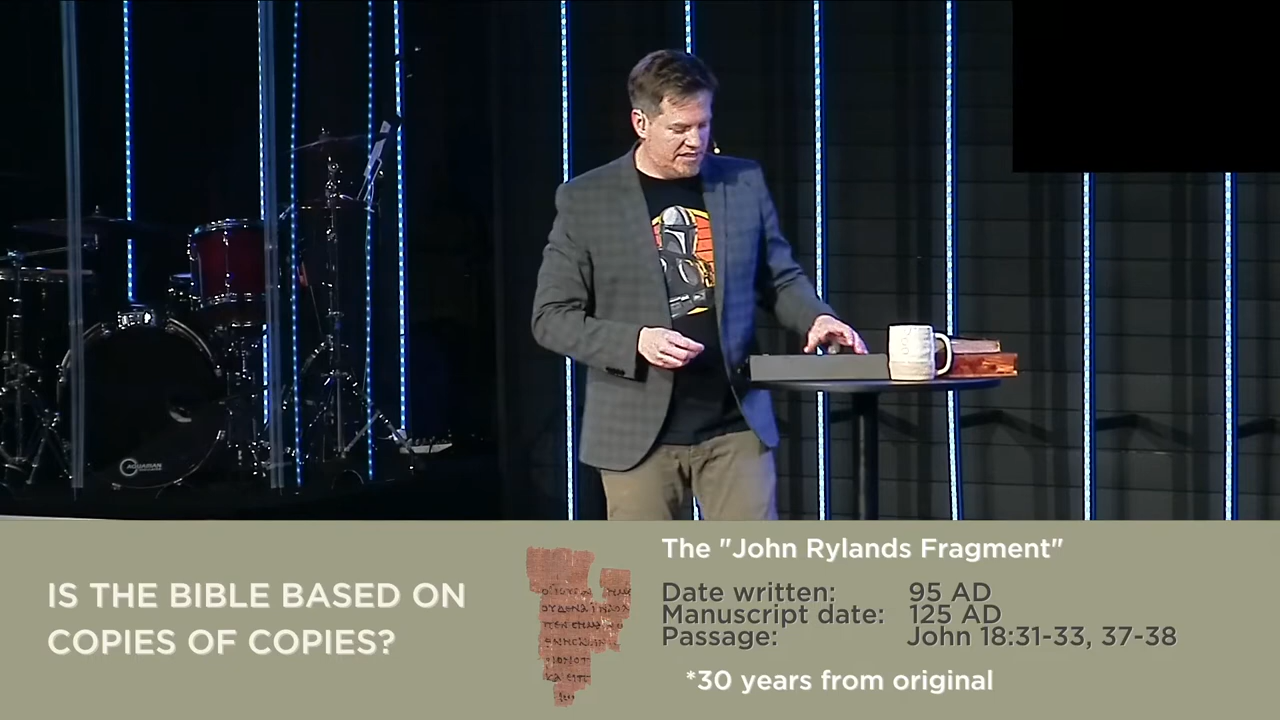 AQUARIAN
IS THE BIBLE BASED ON
COPIES OF COPIES?
The "John Rylands Fragment"
Date written: 95 AD
Manuscript date: 125 AD
Passage: John 18:31-33, 37-38
*30 years from original